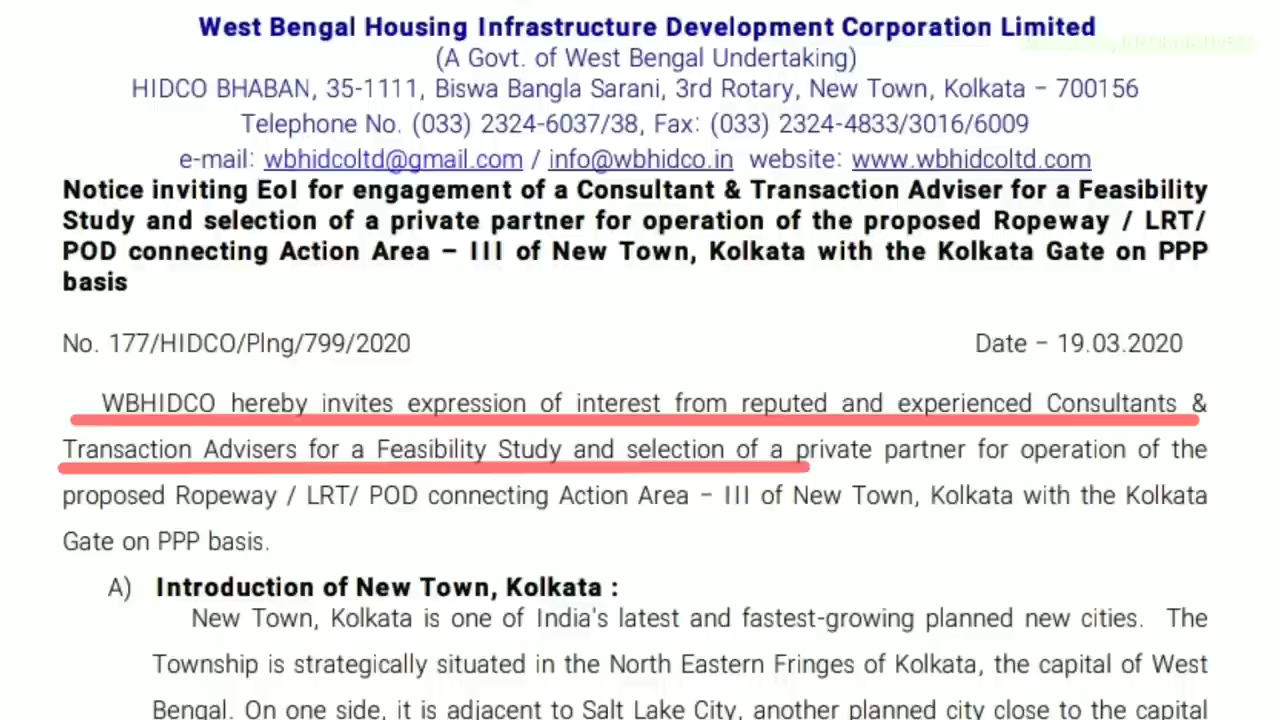 West Bengal Housing Infrastructure Development Corporation Limited
(A Govt. of West Bengal Undertaking)
HIDCO BHABAN, 35-1111, Biswa Bangla Sarani, 3rd Rotary, New Town, Kolkata – 700156
Telephone No. (033) 2324-6037/38, Fax: (033) 2324-4833/3016/6009
e-mail: wbhidcoltd@gmail.com / info@wbhidco.in website: www.wbhidcoltd.com
Notice inviting EoI for engagement of a Consultant & Transaction Adviser for a Feasibility
Study and selection of a private partner for operation of the proposed Ropeway / LRT/
POD connecting Action Area – III of New Town, Kolkata with the Kolkata Gate on PPP
basis
No. 177/HIDCO/Plng/799/2020 Date – 19.03.2020
WBHIDCO hereby invites expression of interest from reputed and experienced Consultants &
Transaction Advisers for a Feasibility Study and selection of a private partner for operation of the
proposed Ropeway / LRT/ POD connecting Action Area – III of New Town, Kolkata with the Kolkata
Gate on PPP basis.
A) Introduction of New Town, Kolkata :
New Town, Kolkata is one of India's latest and fastest-growing planned new cities. The
Township is strategically situated in the North Eastern Fringes of Kolkata, the capital of West
Bengal. On one side, it is adjacent to Salt Lake City, another planned city close to the capital